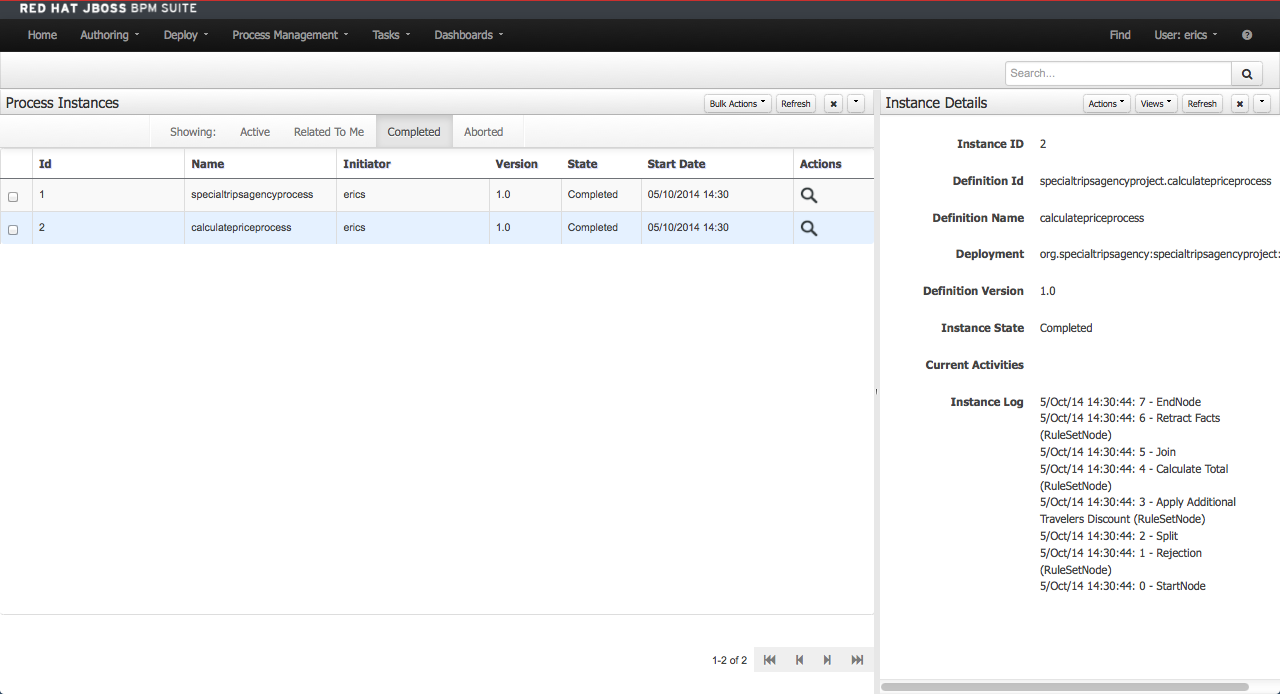 RED HAT JBOSS BPM SUITE
Home Authoring Deploy Process Management Tasks Dashboards Find User: erics ?
Search...
Process Instances Bulk Actions Refresh
Showing: Active Related To Me Completed Aborted
Id Name Initiator Version State Start Date Actions
1 specialtripsagencyprocess erics 1.0 Completed 05/10/2014 14:30
2 calculatepriceprocess erics 1.0 Completed 05/10/2014 14:30
1-2 of 2
Instance Details Actions Views Refresh
Instance ID 2
Definition Id specialtripsagencyproject.calculatepriceprocess
Definition Name calculatepriceprocess
Deployment org.specialtripsagency:specialtripsagencyproject:
Definition Version 1.0
Instance State Completed
Current Activities
Instance Log 5/Oct/14 14:30:44: 7 - EndNode
5/Oct/14 14:30:44: 6 - Retract Facts
(RuleSetNode)
5/Oct/14 14:30:44: 5 - Join
5/Oct/14 14:30:44: 4 - Calculate Total
(RuleSetNode)
5/Oct/14 14:30:44: 3 - Apply Additional
Travelers Discount (RuleSetNode)
5/Oct/14 14:30:44: 2 - Split
5/Oct/14 14:30:44: 1 - Rejection
(RuleSetNode)
5/Oct/14 14:30:44: 0 - StartNode